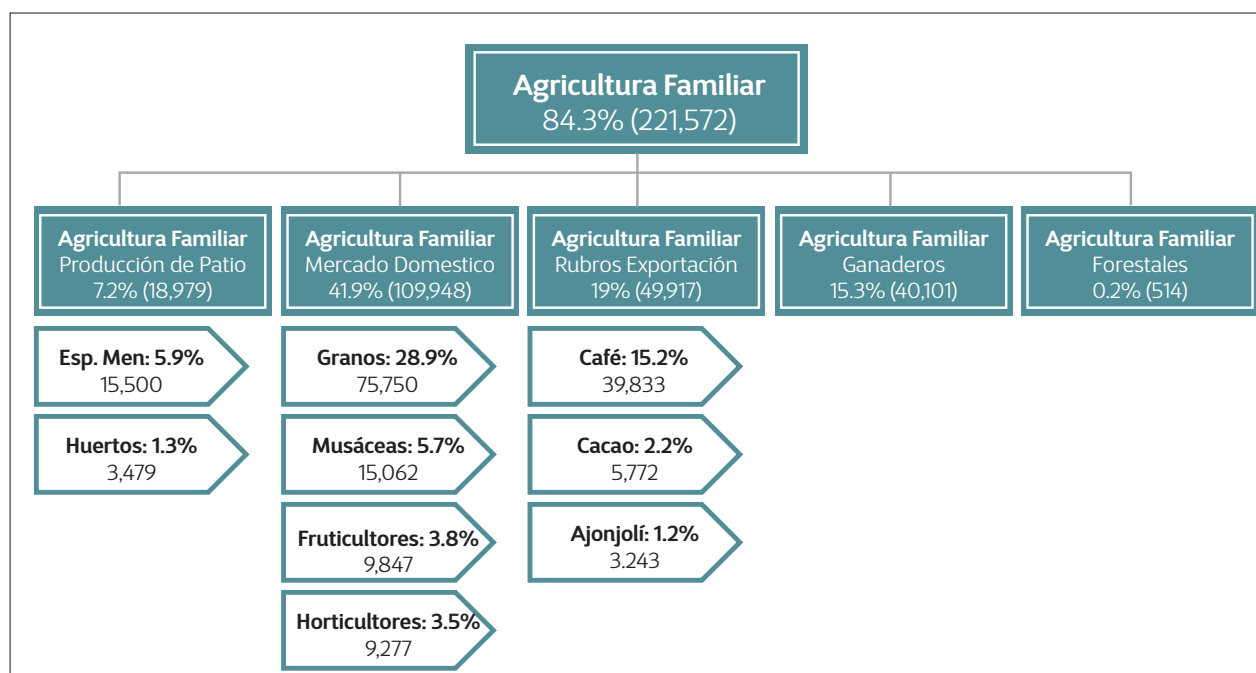 Agricultura Familiar
84.3% (221,572)
Agricultura Familiar
Producción de Patio
7.2% (18,979)
Agricultura Familiar
Mercado Domestico
41.9% (109,948)
Agricultura Familiar
Rubros Exportación
19% (49,917)
Agricultura Familiar
Ganaderos
15.3% (40,101)
Agricultura Familiar
Forestales
0.2% (514)
Esp. Men: 5.9%
15,500
Huertos: 1.3%
3,479
Granos: 28.9%
75,750
Musáceas: 5.7%
15,062
Fruticultores: 3.8%
9,847
Horticultores: 3.5%
9,277
Café: 15.2%
39,833
Cacao: 2.2%
5,772
Ajonjolí: 1.2%
3.243